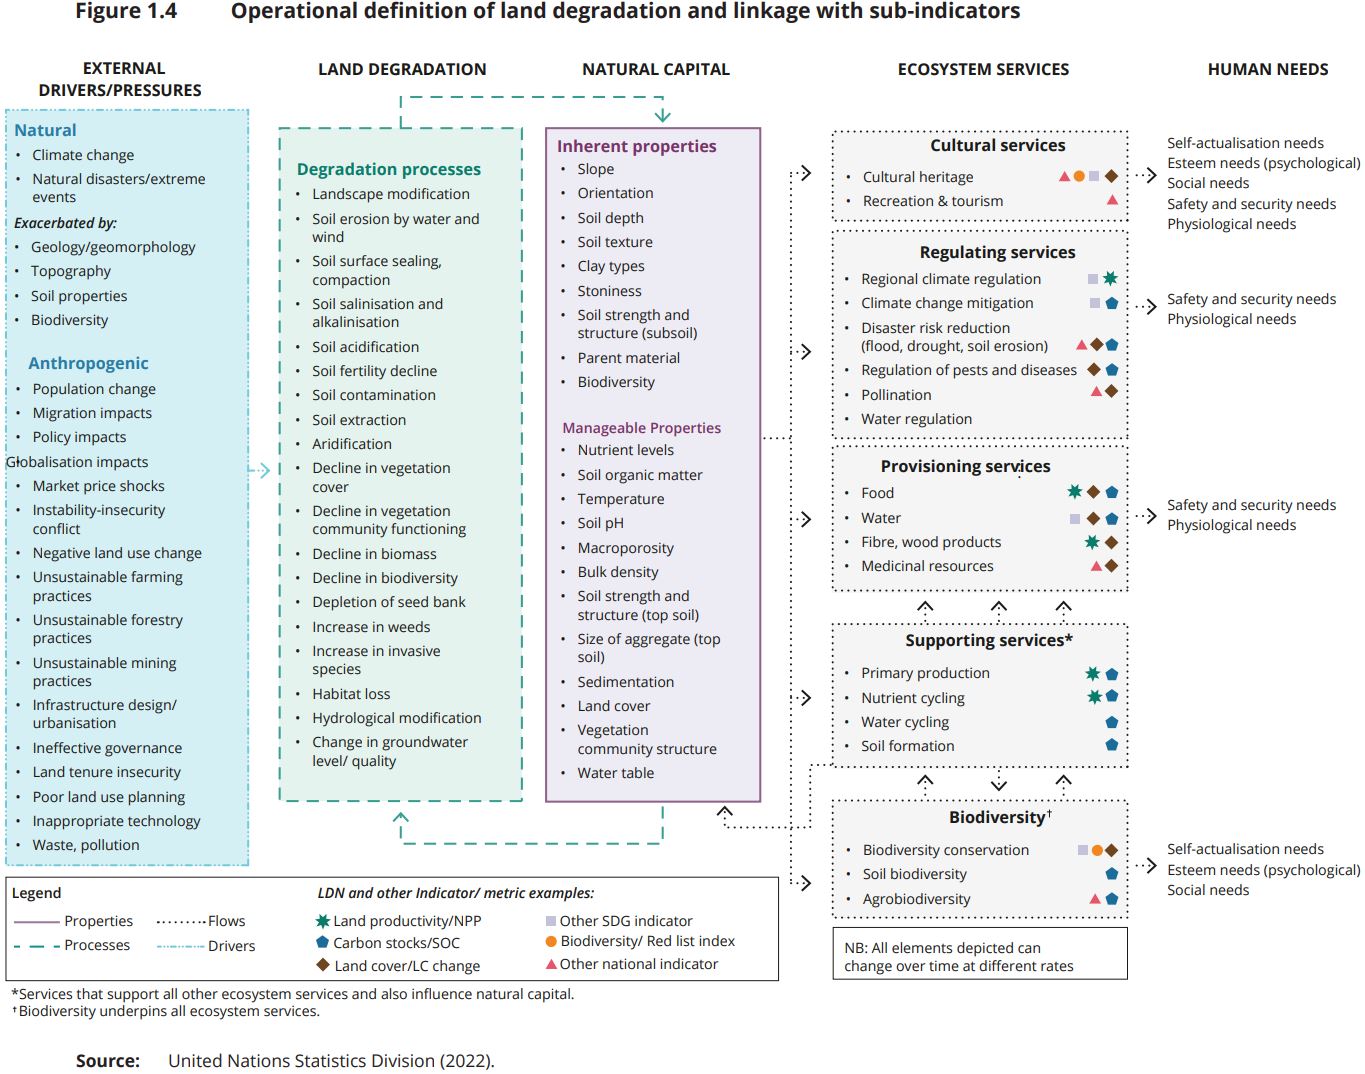 Figure 1.4 Operational definition of land degradation and linkage with sub-indicators
EXTERNAL
DRIVERS/PRESSURES
Natural
• Climate change
• Natural disasters/extreme
events
Exacerbated by:
• Geology/geomorphology
• Topography
• Soil properties
• Biodiversity
Anthropogenic
• Population change
• Migration impacts
• Policy impacts
• Globalisation impacts
• Market price shocks
• Instability-insecurity
conflict
• Negative land use change
• Unsustainable farming
practices
• Unsustainable forestry
practices
• Unsustainable mining
practices
• Infrastructure design/
urbanisation
• Ineffective governance
• Land tenure insecurity
• Poor land use planning
• Inappropriate technology
• Waste, pollution
LAND DEGRADATION
Degradation processes
• Landscape modification
• Soil erosion by water and
wind
• Soil surface sealing,
compaction
• Soil salinisation and
alkalinisation
• Soil acidification
• Soil fertility decline
• Soil contamination
• Soil extraction
• Aridification
• Decline in vegetation
cover
• Decline in vegetation
community functioning
• Decline in biomass
• Decline in biodiversity
• Depletion of seed bank
• Increase in weeds
• Increase in invasive
species
• Habitat loss
• Hydrological modification
• Change in groundwater
level/ quality
NATURAL CAPITAL
Inherent properties
• Slope
• Orientation
• Soil depth
• Soil texture
• Clay types
• Stoniness
• Soil strength and
structure (subsoil)
• Parent material
• Biodiversity
Manageable Properties
• Nutrient levels
• Soil organic matter
• Temperature
• Soil pH
• Macroporosity
• Bulk density
• Soil strength and
structure (top soil)
• Size of aggregate (top
soil)
• Sedimentation
• Land cover
• Vegetation
community structure
• Water table
ECOSYSTEM SERVICES
Cultural services
• Cultural heritage
• Recreation & tourism
Regulating services
• Regional climate regulation
• Climate change mitigation
• Disaster risk reduction
(flood, drought, soil erosion)
• Regulation of pests and diseases
• Pollination
• Water regulation
Provisioning services
• Food
• Water
• Fibre, wood products
• Medicinal resources
Supporting services*
• Primary production
• Nutrient cycling
• Water cycling
• Soil formation
Biodiversity†
• Biodiversity conservation
• Soil biodiversity
• Agrobiodiversity
NB: All elements depicted can
change over time at different rates
HUMAN NEEDS
Self-actualisation needs
Esteem needs (psychological)
Social needs
Safety and security needs
Physiological needs
Safety and security needs
Physiological needs
Safety and security needs
Physiological needs
Self-actualisation needs
Esteem needs (psychological)
Social needs
Legend
Properties
Flows
Processes
Drivers
LDN and other Indicator/ metric examples:
Land productivity/NPP
Carbon stocks/SOC
Land cover/LC change
Other SDG indicator
Biodiversity/ Red list index
Other national indicator
*Services that support all other ecosystem services and also influence natural capital.
†Biodiversity underpins all ecosystem services.
Source: United Nations Statistics Division (2022).